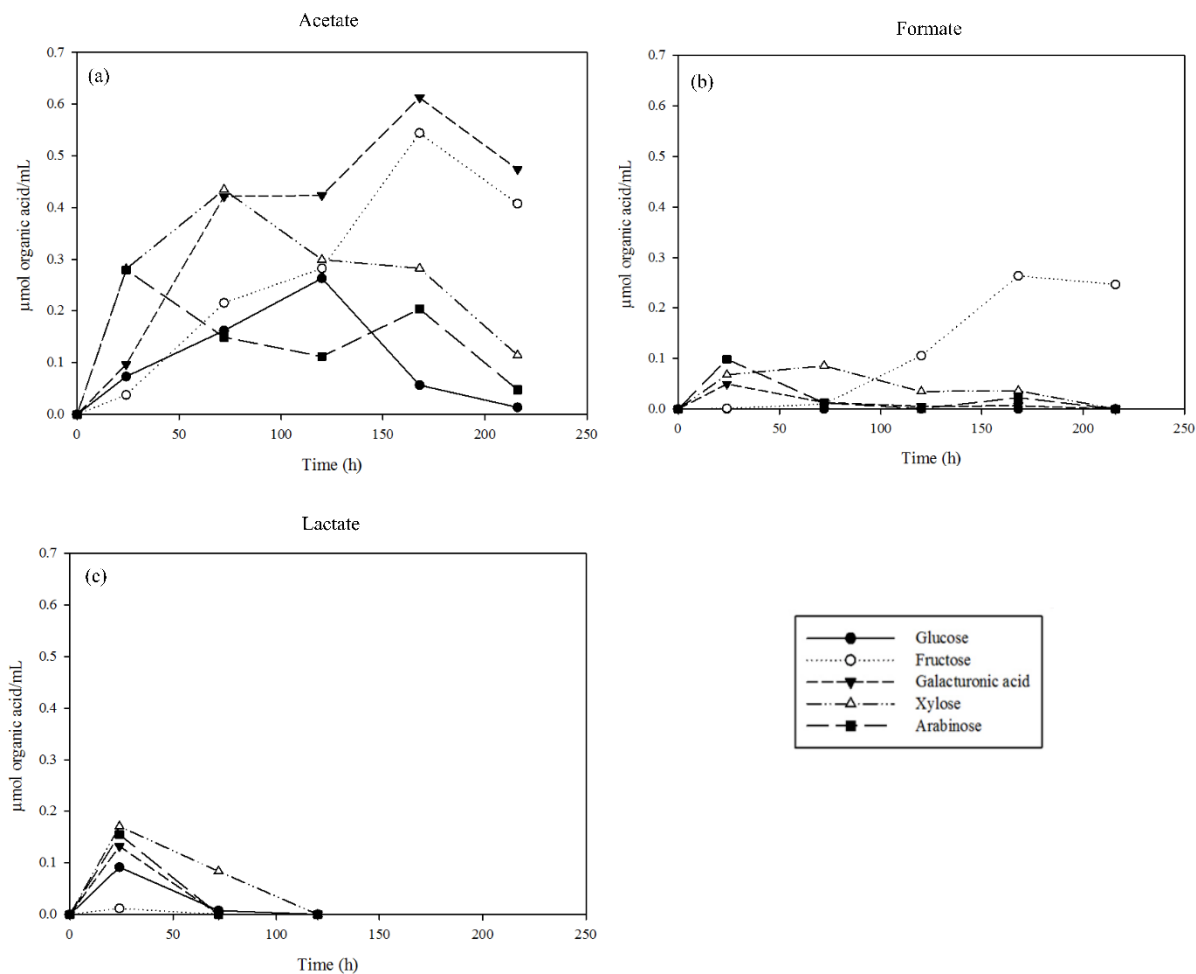 Acetate
(a)
0.7
0.6
0.5
0.4
0.3
0.2
0.1
0.0
µmol organic acid/mL
0 50 100 150 200 250
Time (h)
Formate
(b)
0.7
0.6
0.5
0.4
0.3
0.2
0.1
0.0
µmol organic acid/mL
0 50 100 150 200 250
Time (h)
Lactate
(c)
0.7
0.6
0.5
0.4
0.3
0.2
0.1
0.0
µmol organic acid/mL
0 50 100 150 200 250
Time (h)
Glucose
Fructose
Galacturonic acid
Xylose
Arabinose